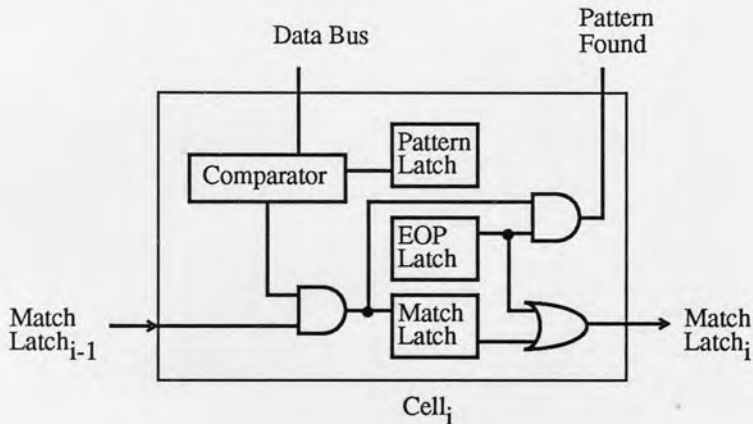 Data Bus
Pattern
Found
Pattern
Latch
Comparator
EOP
Latch
Match
Latch
Match
Latch i-1
Match
Latch i
Cell i